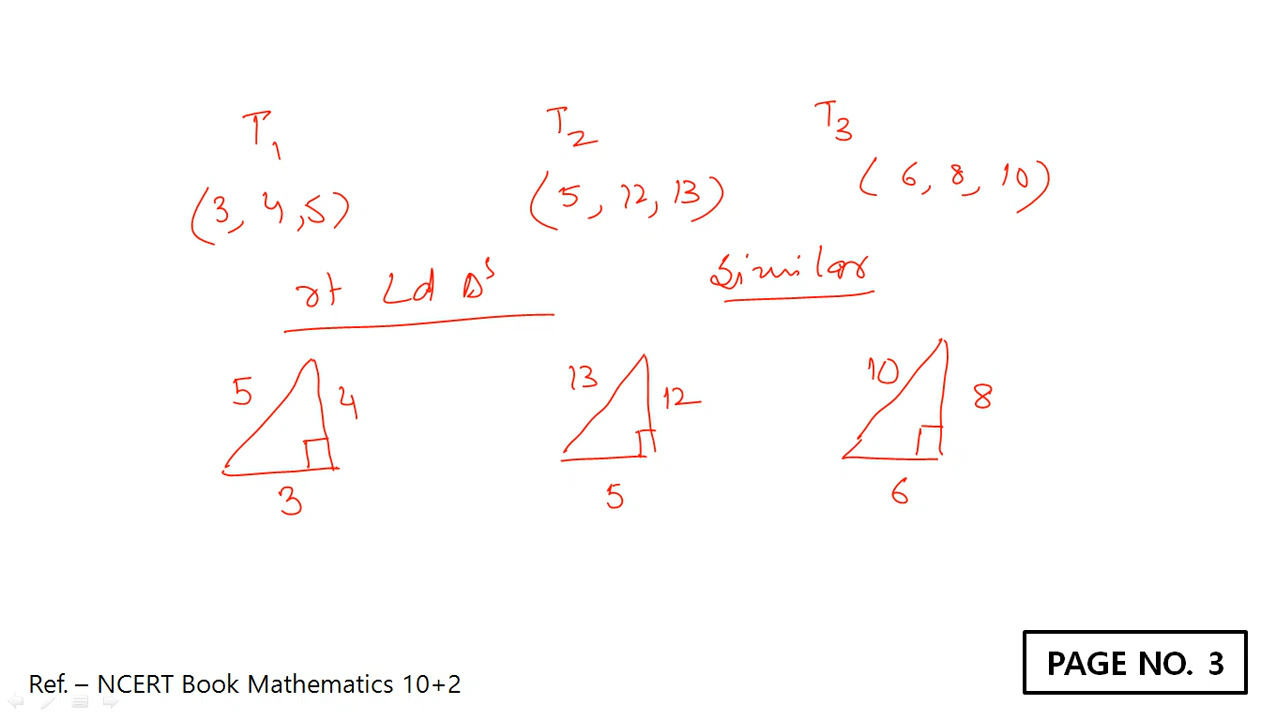 T1 T2 T3
(3, 4, 5) (5, 12, 13) (6, 8, 10)
rt ∠d Δs Similar
5 4 13 12 10 8
3 5 6
Ref. – NCERT Book Mathematics 10+2
PAGE NO. 3